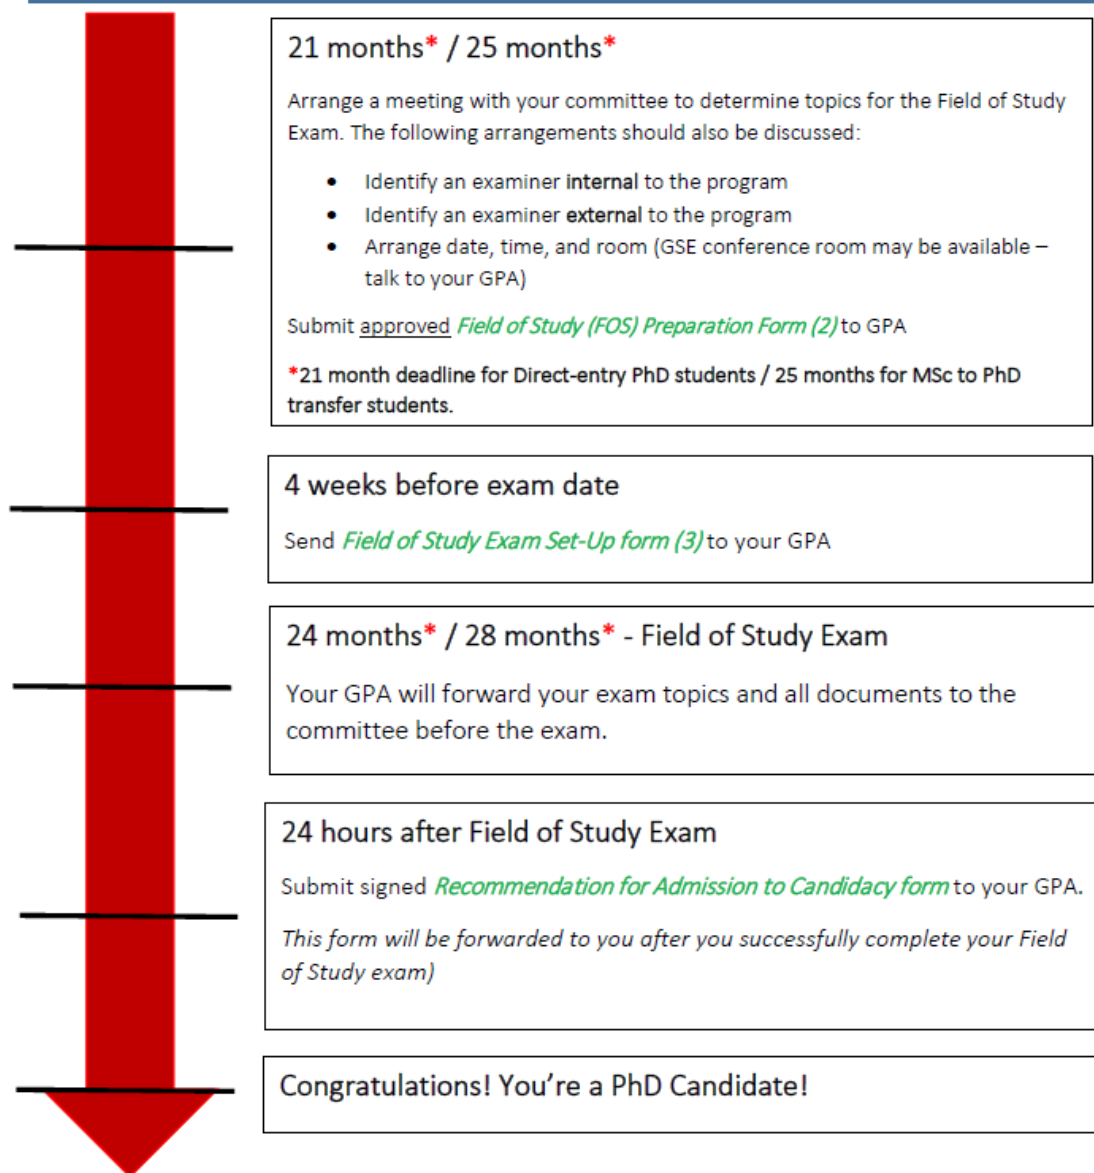 21 months* / 25 months*
Arrange a meeting with your committee to determine topics for the Field of Study
Exam. The following arrangements should also be discussed:
• Identify an examiner internal to the program
• Identify an examiner external to the program
• Arrange date, time, and room (GSE conference room may be available –
talk to your GPA)
Submit approved Field of Study (FOS) Preparation Form (2) to GPA
*21 month deadline for Direct-entry PhD students / 25 months for MSc to PhD
transfer students.
4 weeks before exam date
Send Field of Study Exam Set-Up form (3) to your GPA
24 months* / 28 months* - Field of Study Exam
Your GPA will forward your exam topics and all documents to the
committee before the exam.
24 hours after Field of Study Exam
Submit signed Recommendation for Admission to Candidacy form to your GPA.
This form will be forwarded to you after you successfully complete your Field
of Study exam)
Congratulations! You’re a PhD Candidate!